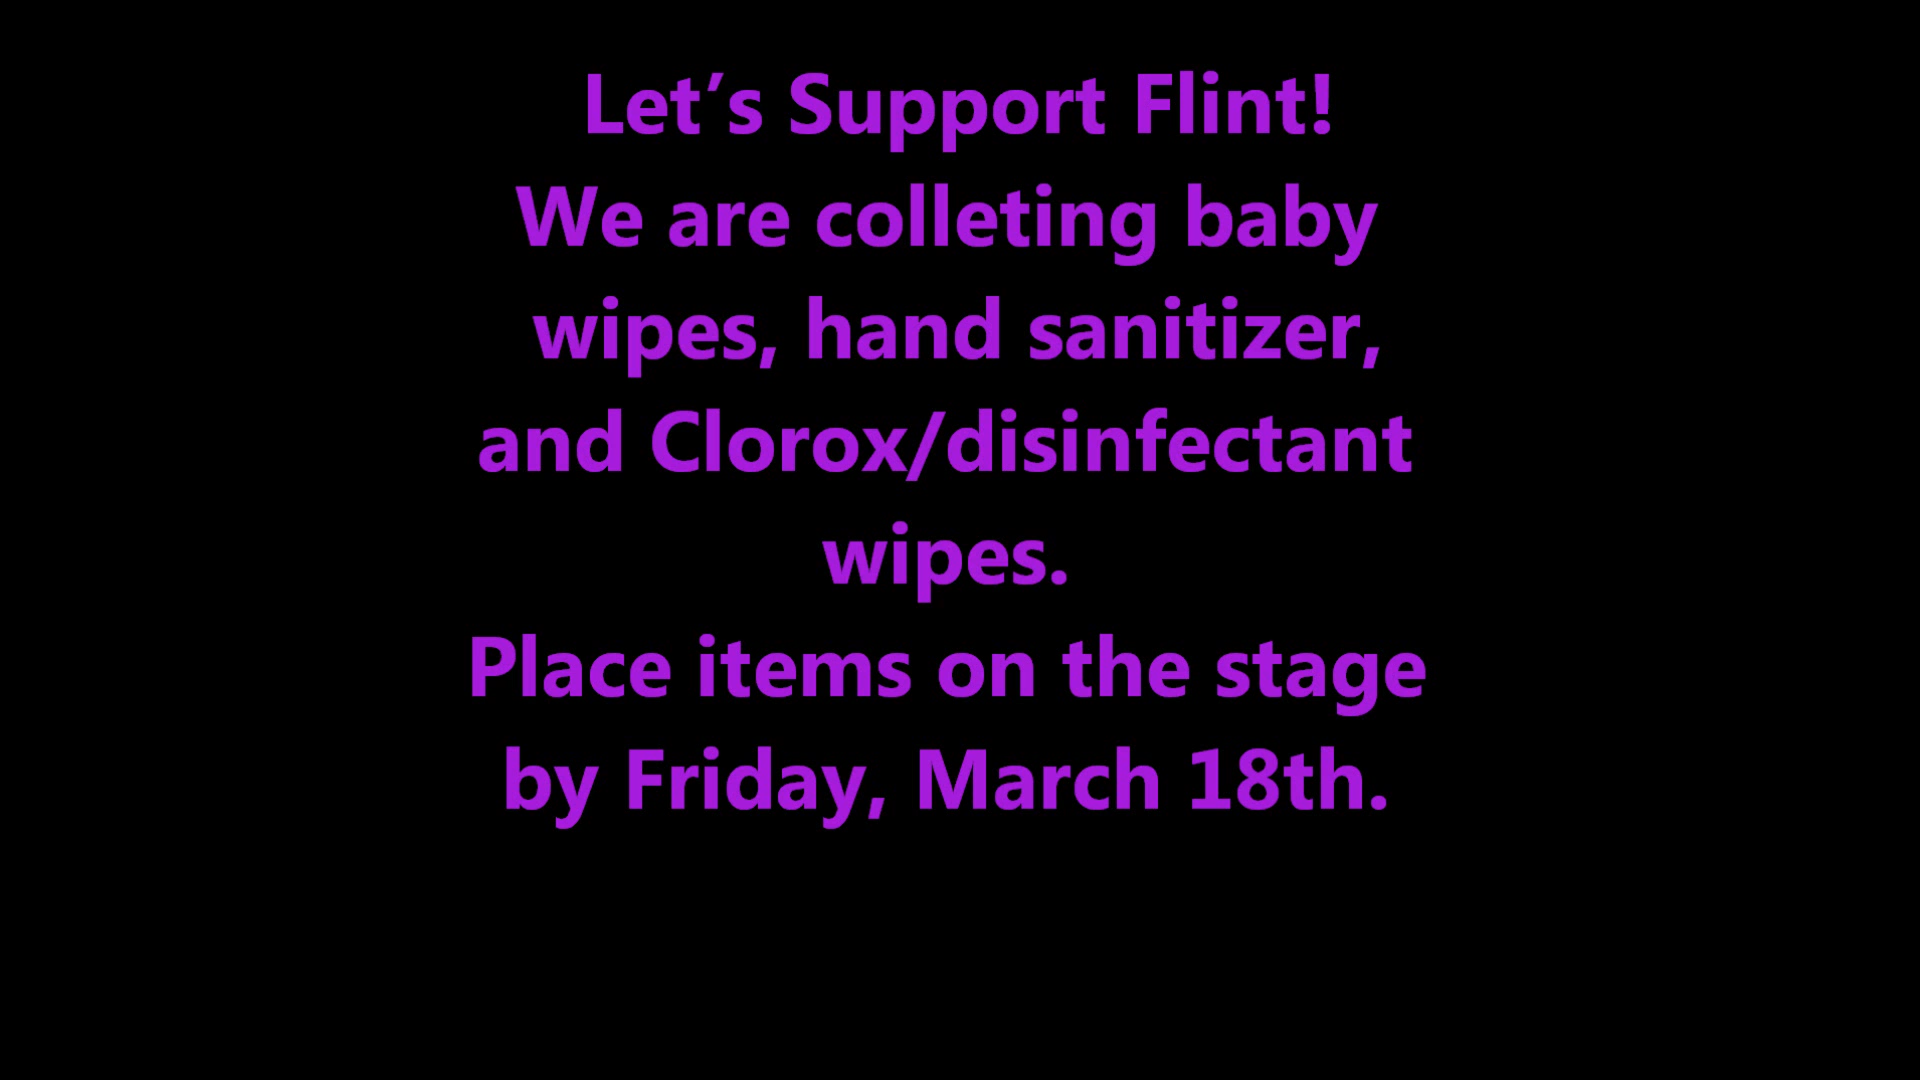 Let’s Support Flint!
We are colleting baby
wipes, hand sanitizer,
and Clorox/disinfectant
wipes.
Place items on the stage
by Friday, March 18th.